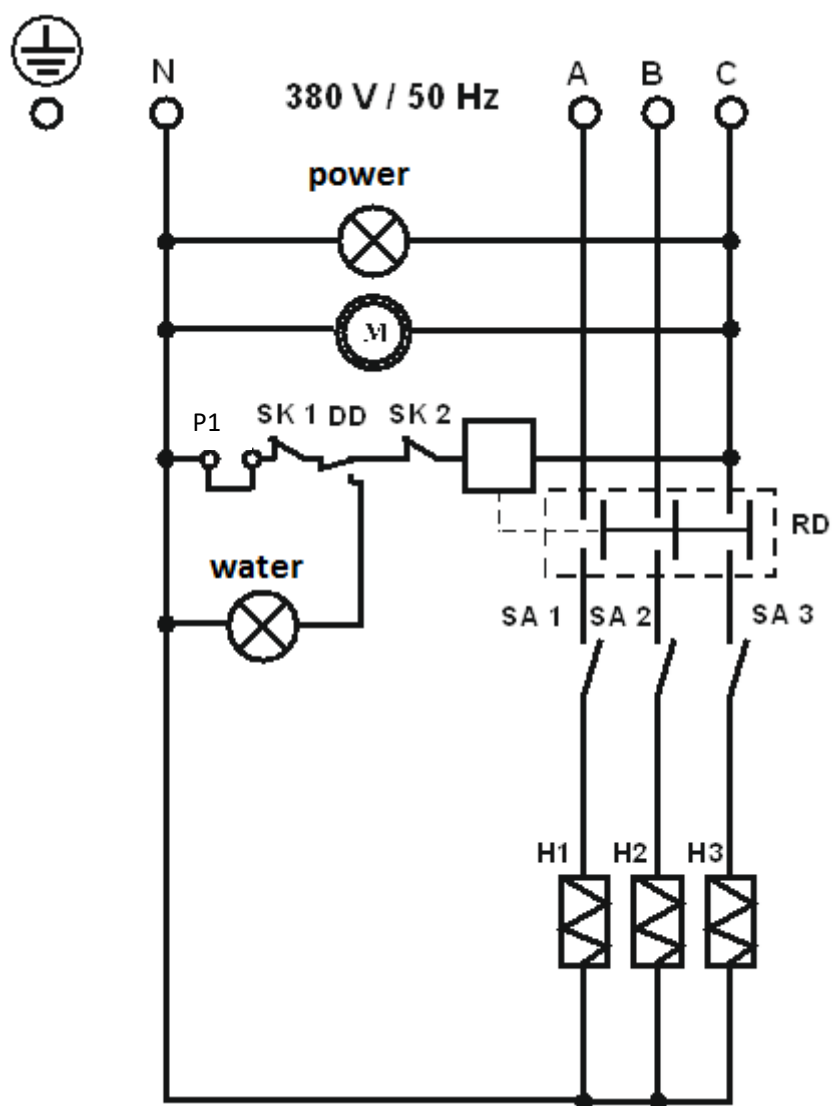 N
380 V / 50 Hz
A B C
power
M
P1
SK 1 DD SK 2
RD
water
SA 1 SA 2 SA 3
H1 H2 H3